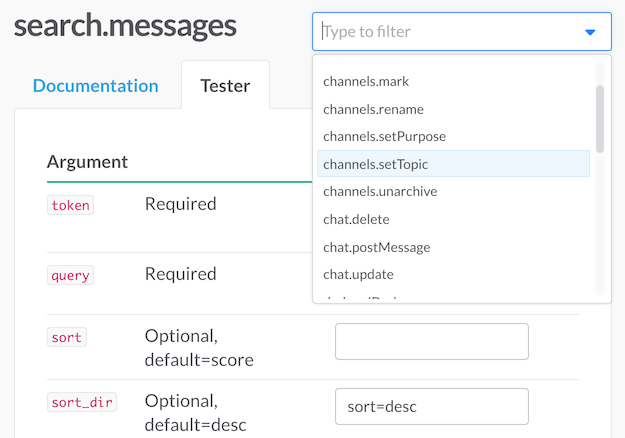 search.messages
Type to filter
Documentation
Tester
channels.mark
channels.rename
channels.setPurpose
channels.setTopic
channels.unarchive
chat.delete
chat.postMessage
chat.update
Argument
token Required
query Required
sort Optional,
default=score
sort_dir Optional,
default=desc
sort=desc